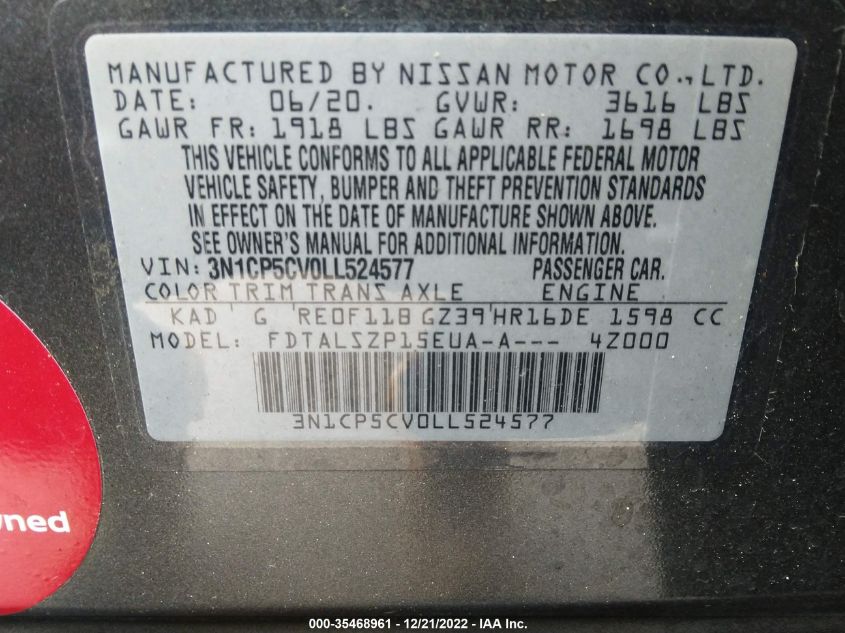 MANUFACTURED BY NISSAN MOTOR CO.,LTD.
DATE: 06/20. GVWR: 3616 LBS
GAWR FR: 1918 LBS GAWR RR: 1698 LBS
THIS VEHICLE CONFORMS TO ALL APPLICABLE FEDERAL MOTOR
VEHICLE SAFETY, BUMPER AND THEFT PREVENTION STANDARDS
IN EFFECT ON THE DATE OF MANUFACTURE SHOWN ABOVE.
SEE OWNER'S MANUAL FOR ADDITIONAL INFORMATION.
VIN: 3N1CP5CV0LL524577 PASSENGER CAR.
COLOR TRIM TRANS AXLE ENGINE
KAD G RE0F11B GZ39 HR16DE 1598 CC
MODEL: FDTALSZP15EUA-A--- 4Z000
3N1CP5CV0LL524577
wned
000-35468961 - 12/21/2022 - IAA Inc.